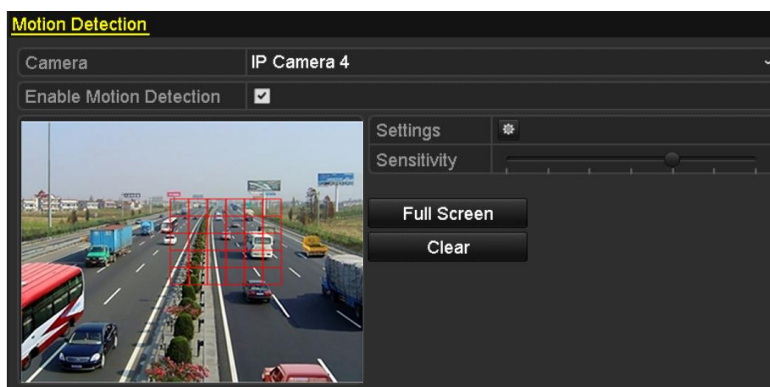 Motion Detection
Camera IP Camera 4
Enable Motion Detection
Settings
Sensitivity
Full Screen
Clear